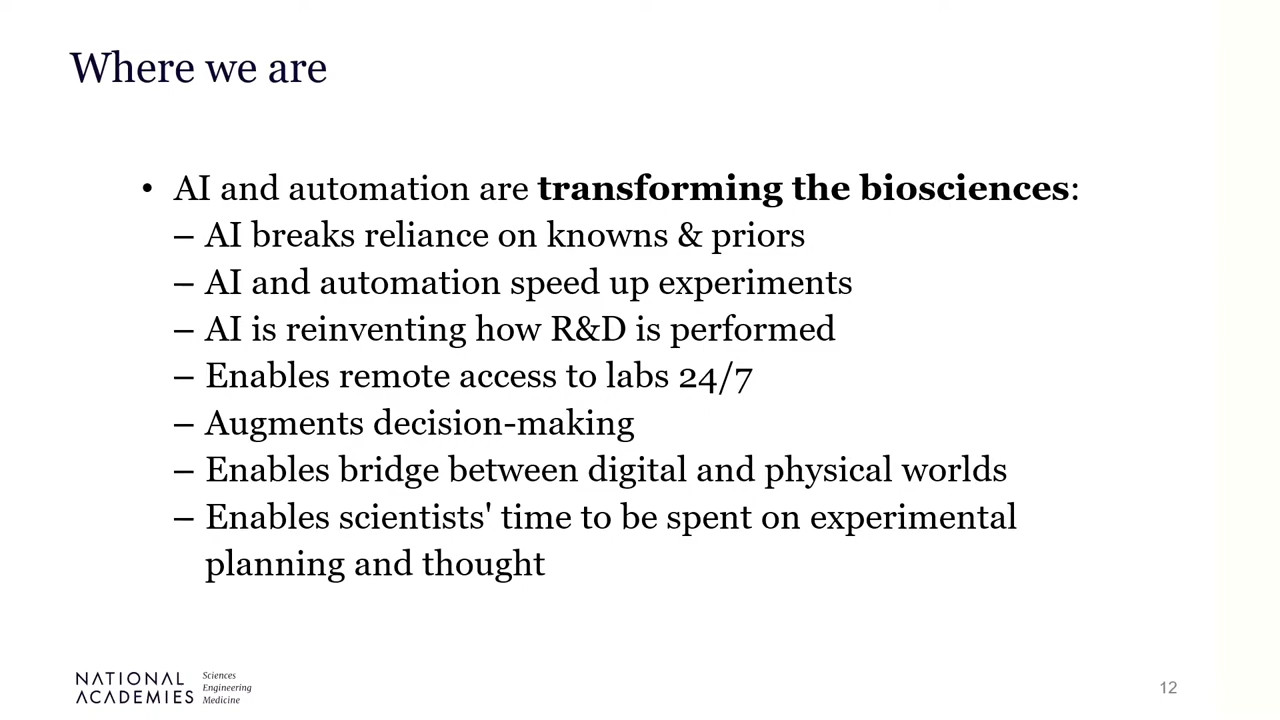 Where we are
• AI and automation are transforming the biosciences:
– AI breaks reliance on knowns & priors
– AI and automation speed up experiments
– AI is reinventing how R&D is performed
– Enables remote access to labs 24/7
– Augments decision-making
– Enables bridge between digital and physical worlds
– Enables scientists' time to be spent on experimental
planning and thought
NATIONAL
ACADEMIES
Sciences
Engineering
Medicine
12